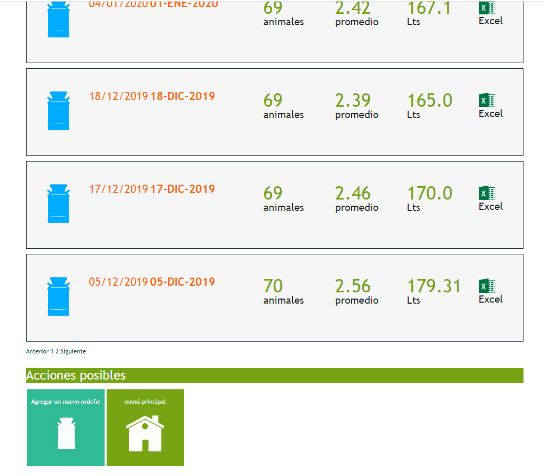 04/01/2020 01-ENE-2020 69 2.42 167.1
animales promedio Lts Excel
18/12/2019 18-DIC-2019 69 2.39 165.0
animales promedio Lts Excel
17/12/2019 17-DIC-2019 69 2.46 170.0
animales promedio Lts Excel
05/12/2019 05-DIC-2019 70 2.56 179.31
animales promedio Lts Excel
Anterior 1 2 Siguiente
Acciones posibles
Agregar un nuevo ordeñe menú principal